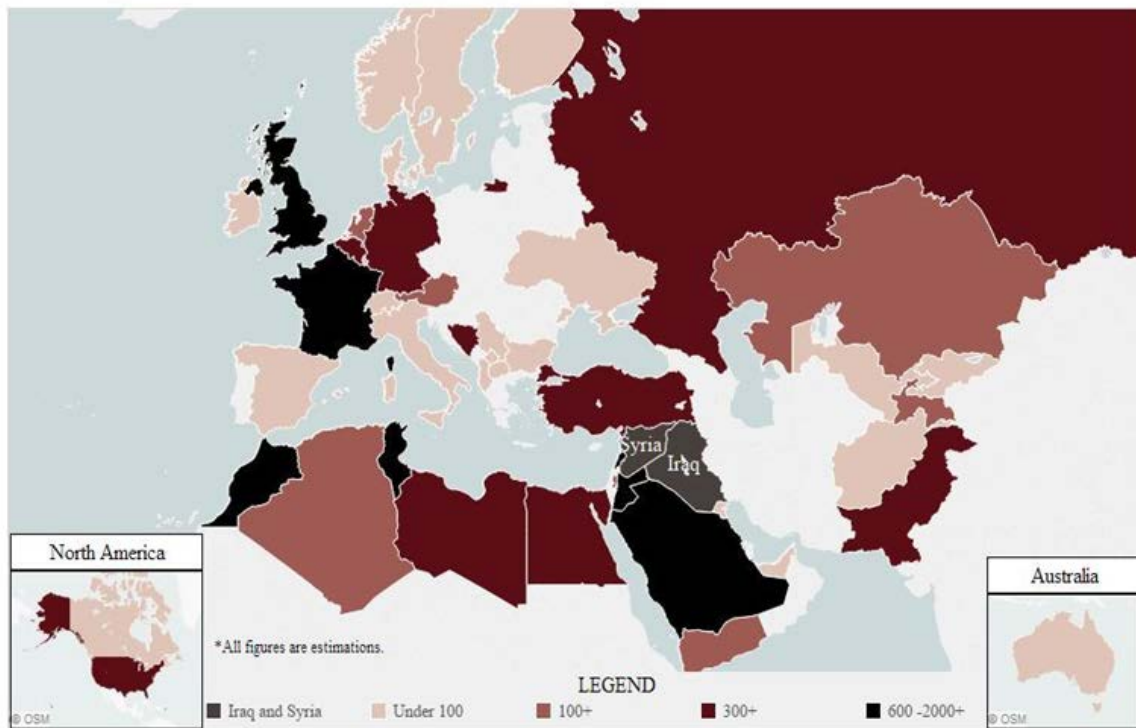 Syria
Iraq
North America
Australia
*All figures are estimations.
LEGEND
Iraq and Syria
Under 100
100+
300+
600 -2000+
© OSM
© OSM